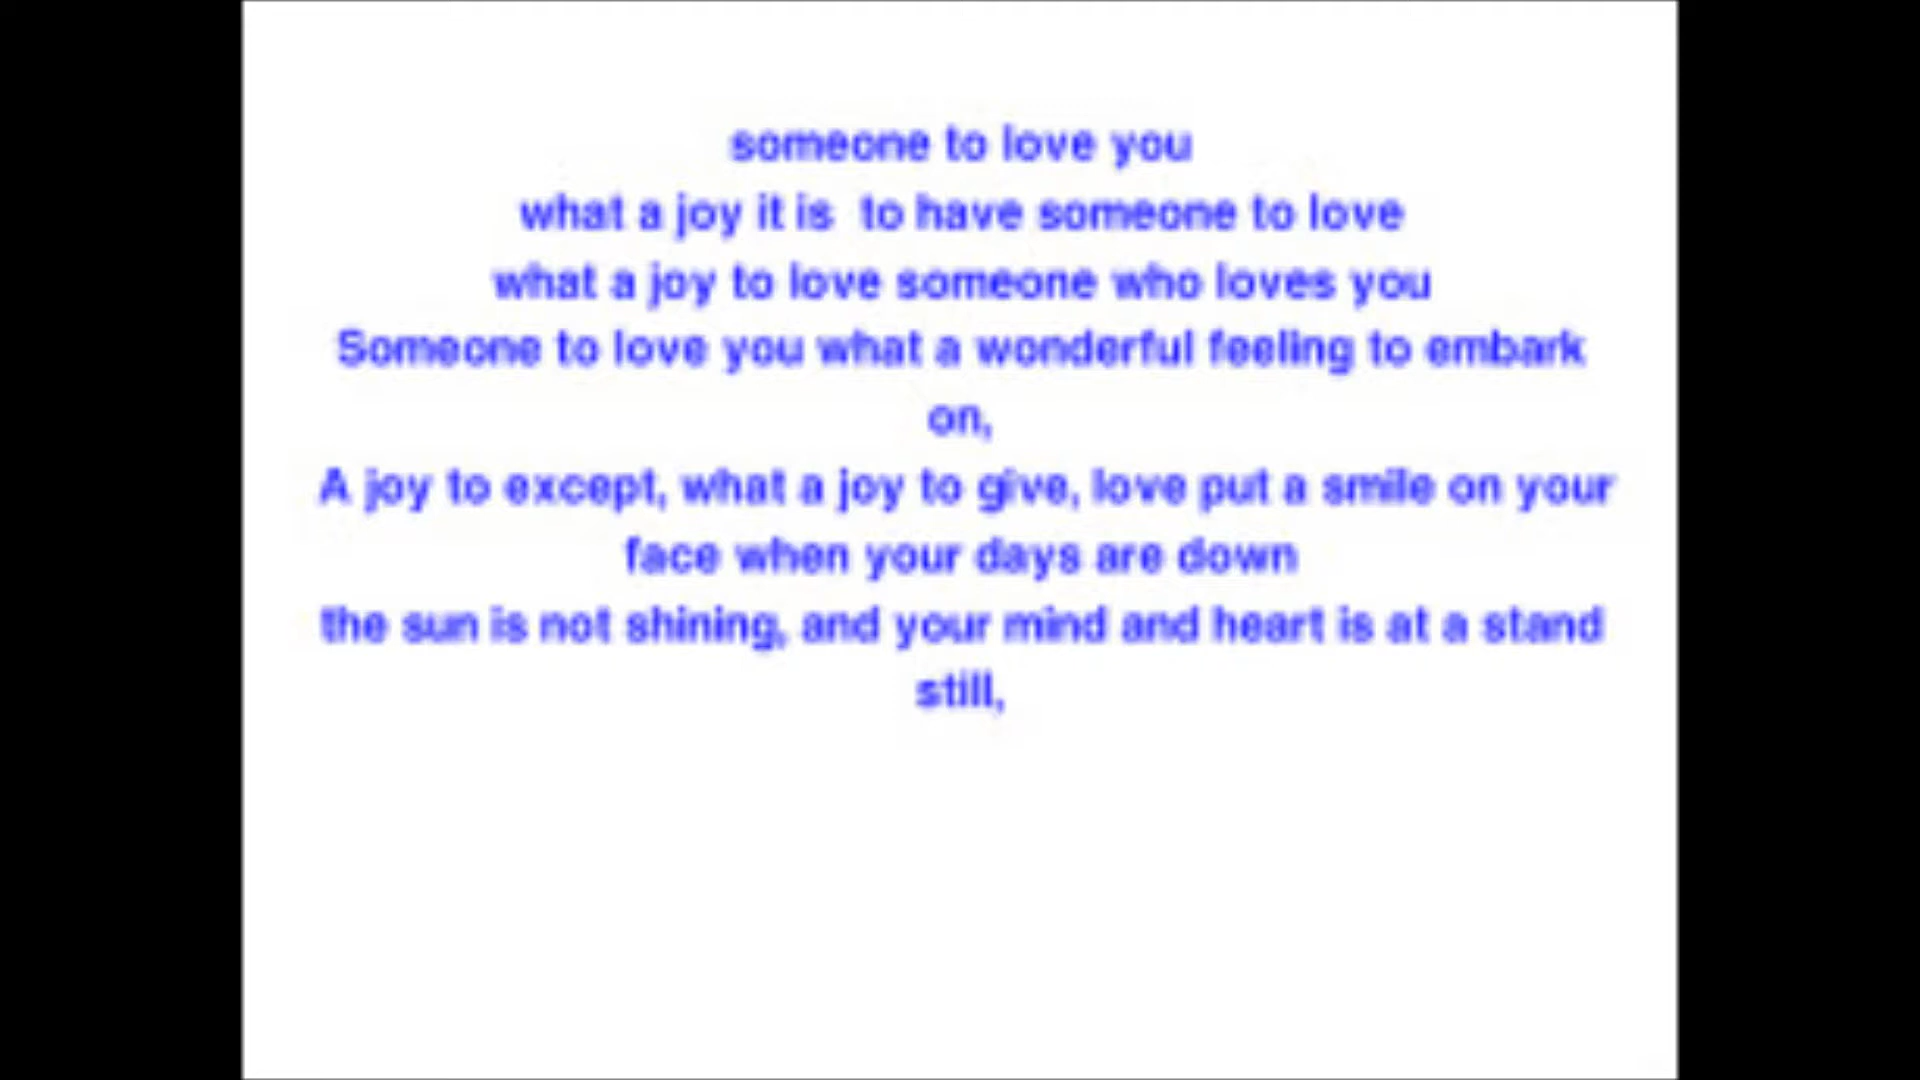 someone to love you
what a joy it is  to have someone to love
what a joy to love someone who loves you
Someone to love you what a wonderful feeling to embark
on,
A joy to except, what a joy to give, love put a smile on your
face when your days are down
the sun is not shining, and your mind and heart is at a stand
still,